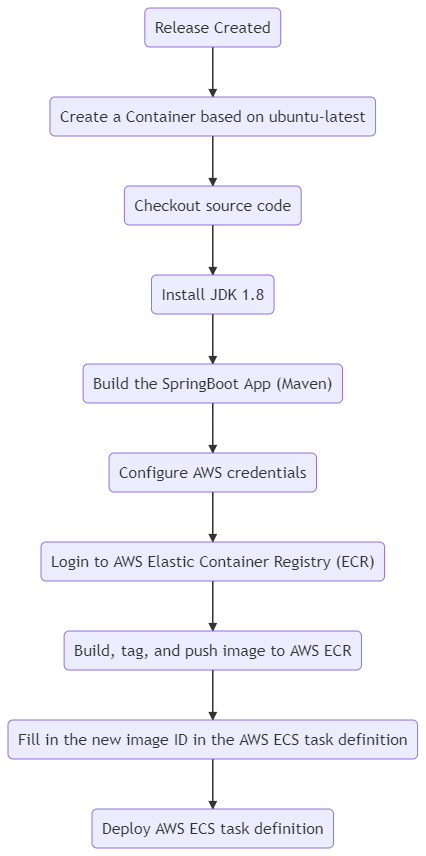 Release Created
Create a Container based on ubuntu-latest
Checkout source code
Install JDK 1.8
Build the SpringBoot App (Maven)
Configure AWS credentials
Login to AWS Elastic Container Registry (ECR)
Build, tag, and push image to AWS ECR
Fill in the new image ID in the AWS ECS task definition
Deploy AWS ECS task definition